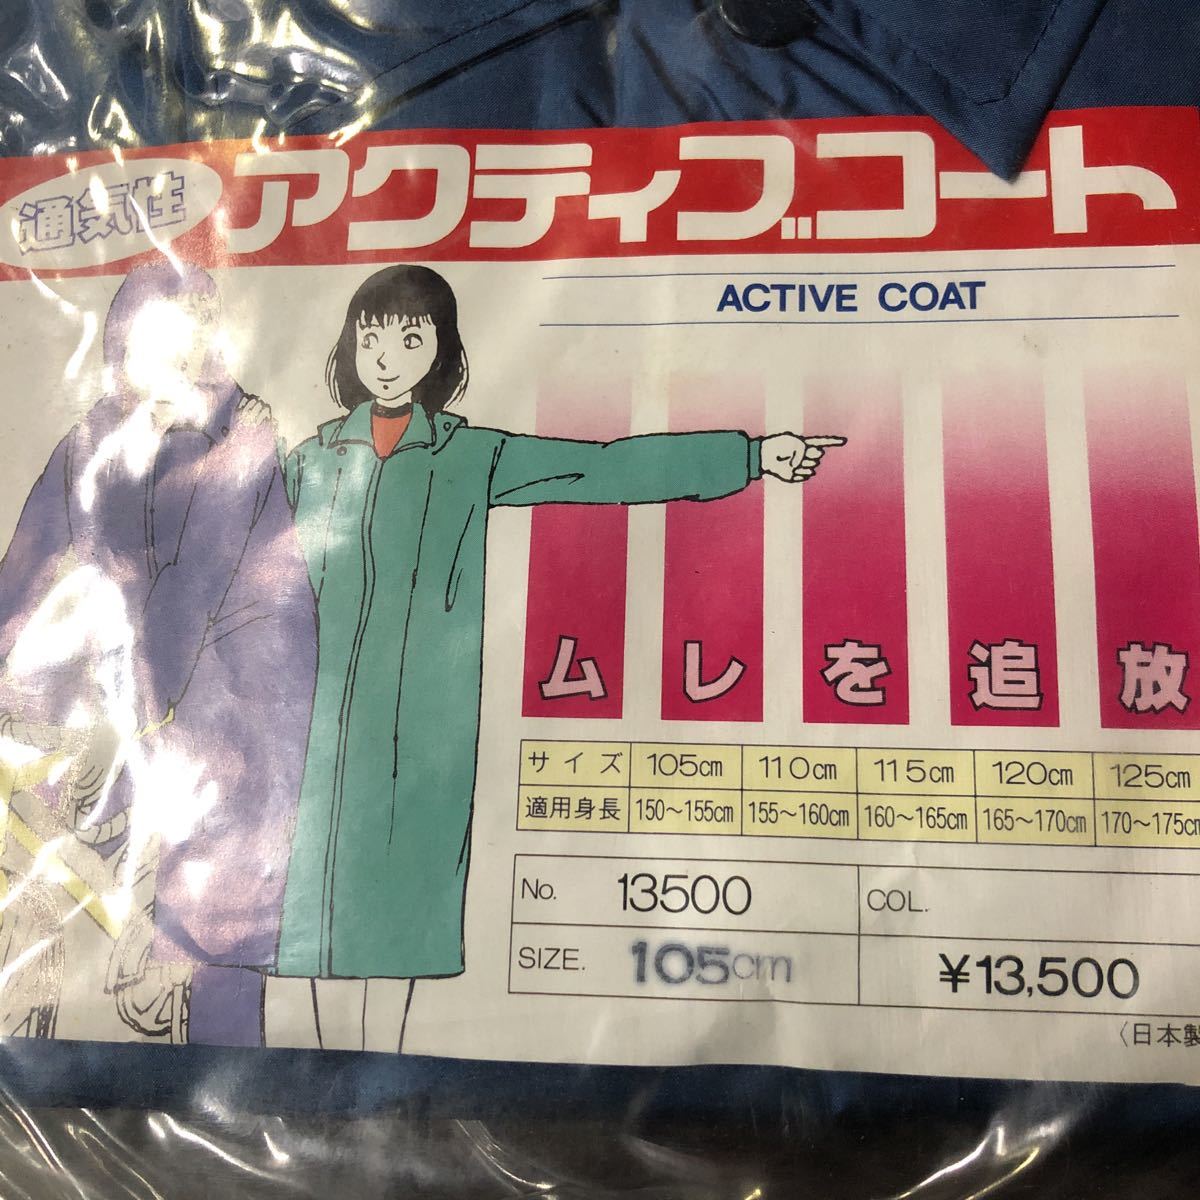 通気性 アクティブコート
ACTIVE COAT
ムレを追放
サイズ 105cm 110cm 115cm 120cm 125cm
適用身長 150～155cm 155～160cm 160～165cm 165～170cm 170～175cm
No. 13500 COL.
SIZE. 105cm ¥13,500
〈日本製